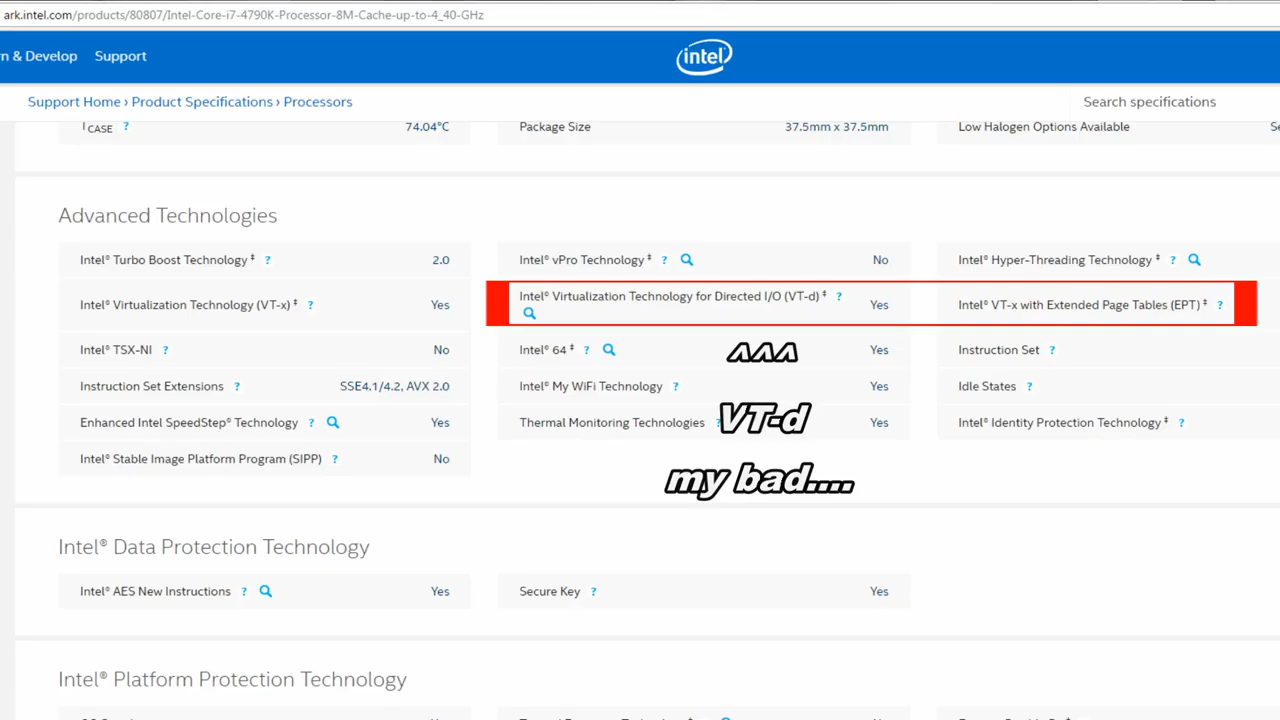 ark.intel.com/products/80807/Intel-Core-i7-4790K-Processor-8M-Cache-up-to-4_40-GHz
n & Develop Support
intel
Support Home › Product Specifications › Processors
Search specifications
TCASE ? 74.04°C
Package Size 37.5mm x 37.5mm
Low Halogen Options Available
Advanced Technologies
Intel® Turbo Boost Technology ‡ ? 2.0
Intel® vPro Technology ‡ ? No
Intel® Hyper-Threading Technology ‡ ?
Intel® Virtualization Technology (VT-x) ‡ ? Yes
Intel® Virtualization Technology for Directed I/O (VT-d) ‡ ? Yes
Intel® VT-x with Extended Page Tables (EPT) ‡ ?
Intel® TSX-NI ? No
Intel® 64 ‡ ? Yes
Instruction Set ?
^^^
Instruction Set Extensions ? SSE4.1/4.2, AVX 2.0
Intel® My WiFi Technology ? Yes
Idle States ?
Enhanced Intel SpeedStep® Technology ? Yes
Thermal Monitoring Technologies ? Yes
Intel® Identity Protection Technology ‡ ?
VT-d
Intel® Stable Image Platform Program (SIPP) ? No
my bad....
Intel® Data Protection Technology
Intel® AES New Instructions ? Yes
Secure Key ? Yes
Intel® Platform Protection Technology